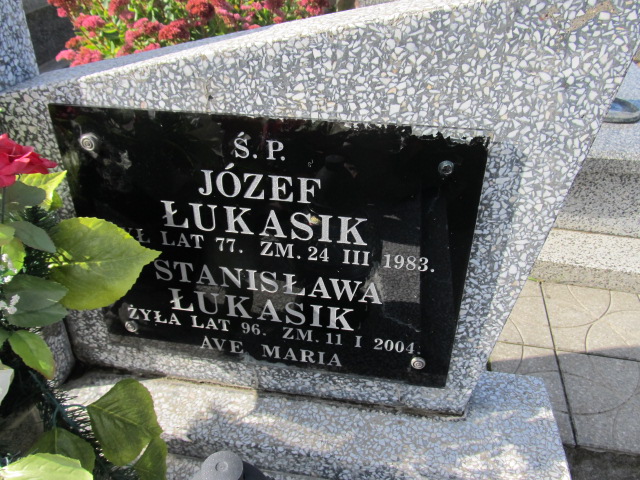 Ś. P.
JÓZEF
ŁUKASIK
LAT 77. ZM. 24 III 1983.
STANISŁAWA
ŁUKASIK
ŻYŁA LAT 96. ZM. 11 I 2004.
AVE MARIA